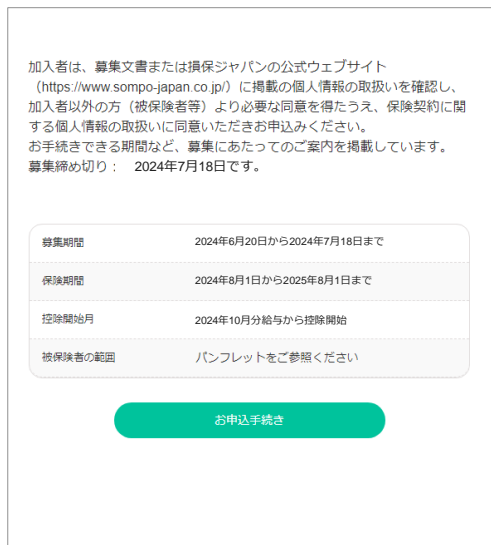 加入者は、募集文書または損保ジャパンの公式ウェブサイト
（https://www.sompo-japan.co.jp/）に掲載の個人情報の取扱いを確認し、
加入者以外の方（被保険者等）より必要な同意を得たうえ、保険契約に関
する個人情報の取扱いに同意いただきお申込みください。
お手続きできる期間など、募集にあたってのご案内を掲載しています。
募集締め切り： 2024年7月18日です。
募集期間 2024年6月20日から2024年7月18日まで
保険期間 2024年8月1日から2025年8月1日まで
控除開始月 2024年10月分給与から控除開始
被保険者の範囲 パンフレットをご参照ください
お申込手続き